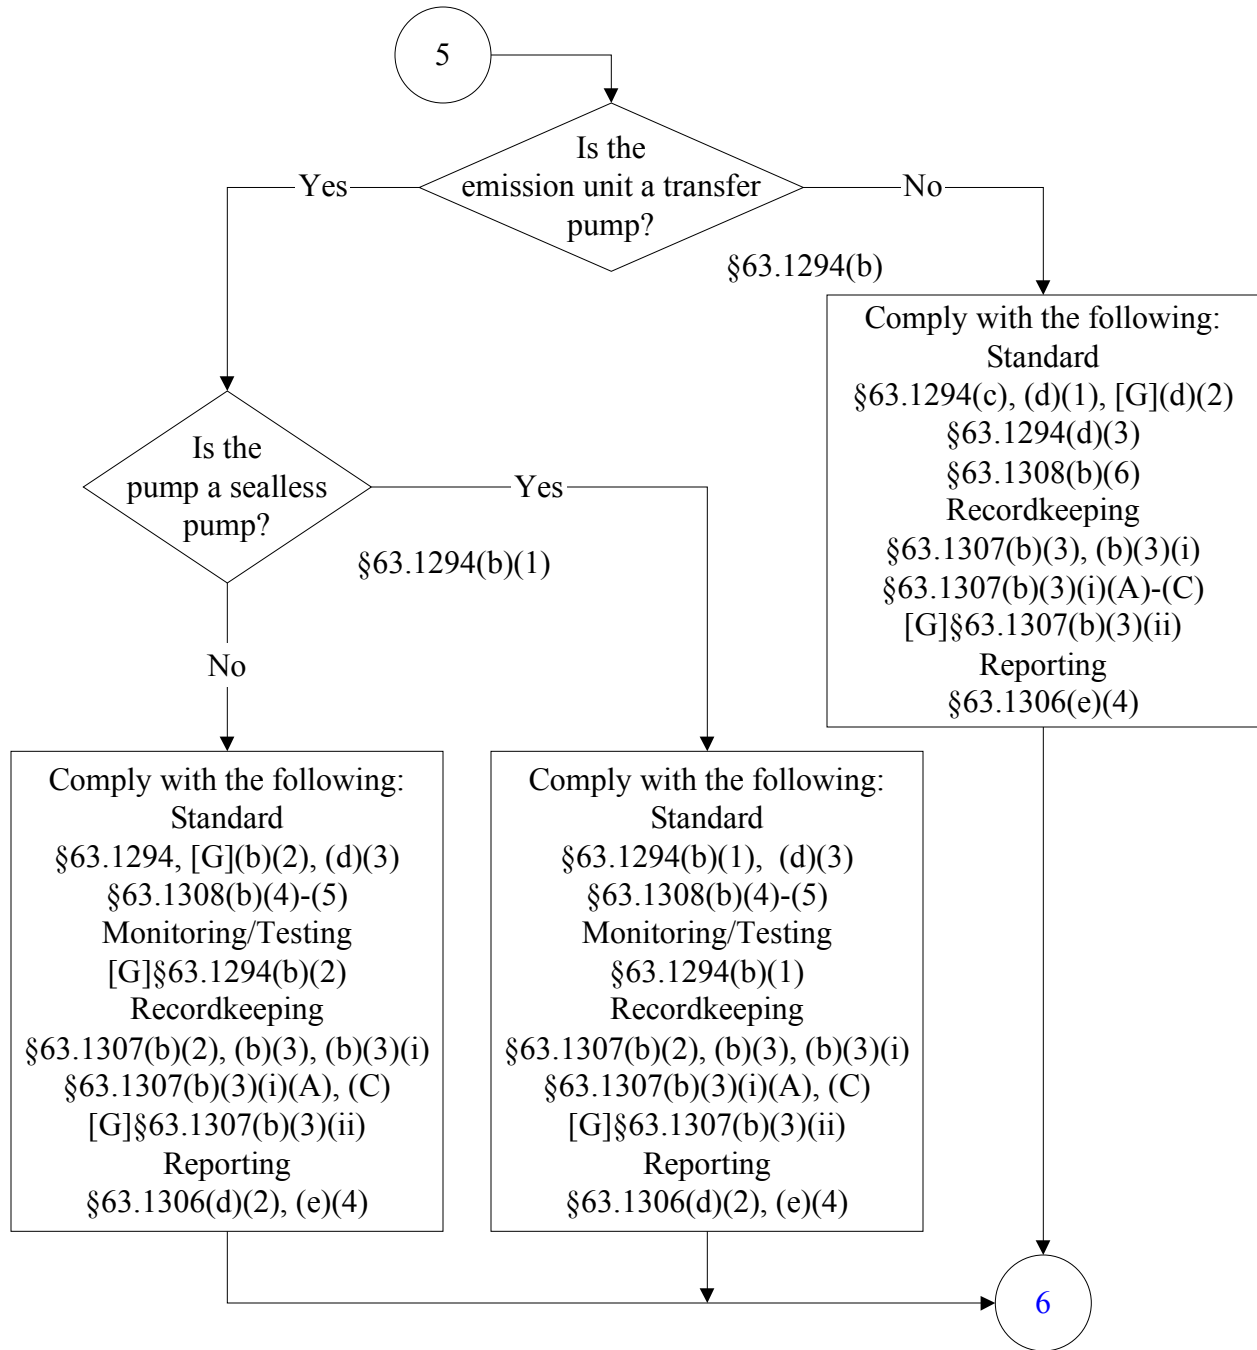 5
Is the
emission unit a transfer
pump?
Yes
No
§63.1294(b)
Comply with the following:
Standard
§63.1294(c), (d)(1), [G](d)(2)
§63.1294(d)(3)
§63.1308(b)(6)
Recordkeeping
§63.1307(b)(3), (b)(3)(i)
§63.1307(b)(3)(i)(A)-(C)
[G]§63.1307(b)(3)(ii)
Reporting
§63.1306(e)(4)
Is the
pump a sealless
pump?
Yes
§63.1294(b)(1)
No
Comply with the following:
Standard
§63.1294, [G](b)(2), (d)(3)
§63.1308(b)(4)-(5)
Monitoring/Testing
[G]§63.1294(b)(2)
Recordkeeping
§63.1307(b)(2), (b)(3), (b)(3)(i)
§63.1307(b)(3)(i)(A), (C)
[G]§63.1307(b)(3)(ii)
Reporting
§63.1306(d)(2), (e)(4)
Comply with the following:
Standard
§63.1294(b)(1), (d)(3)
§63.1308(b)(4)-(5)
Monitoring/Testing
§63.1294(b)(1)
Recordkeeping
§63.1307(b)(2), (b)(3), (b)(3)(i)
§63.1307(b)(3)(i)(A), (C)
[G]§63.1307(b)(3)(ii)
Reporting
§63.1306(d)(2), (e)(4)
6